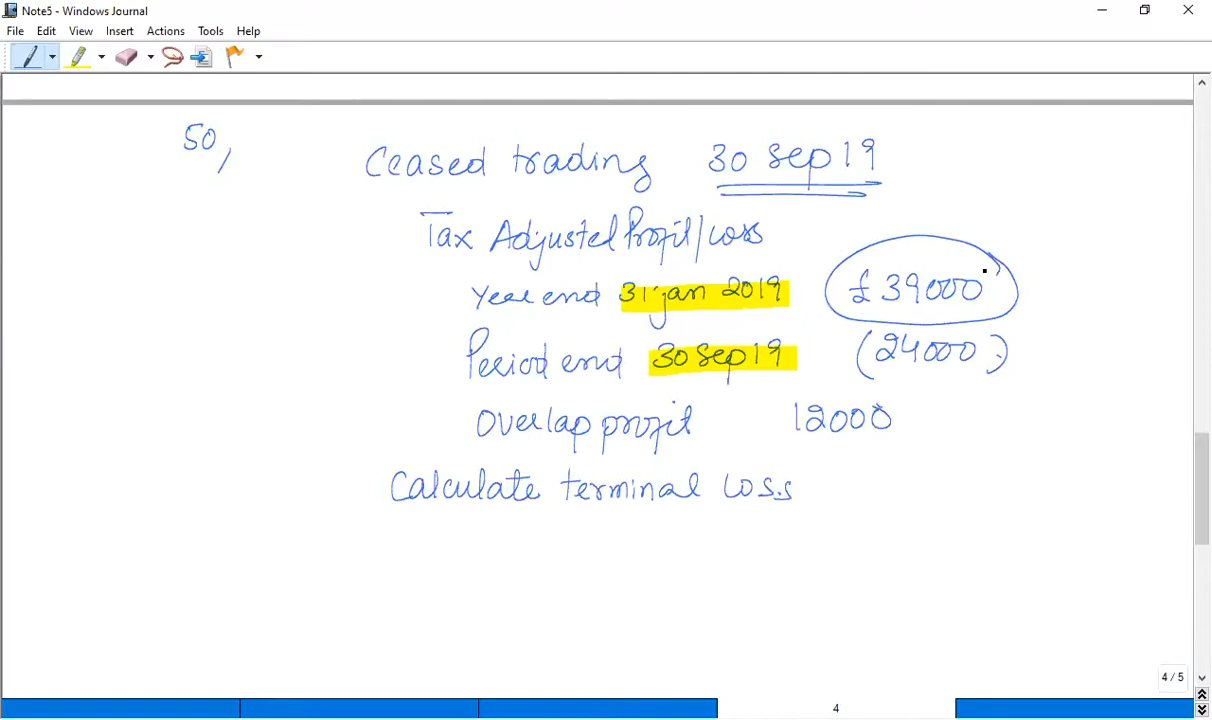 Note5 - Windows Journal
File Edit View Insert Actions Tools Help
50,
Ceased trading 30 Sep 19
Tax Adjusted Profit/Loss
Year end 31 jan 2019 £39000
Period end 30 Sep 19 (24000)
Overlap profit 12000
Calculate terminal loss
4 / 5
4